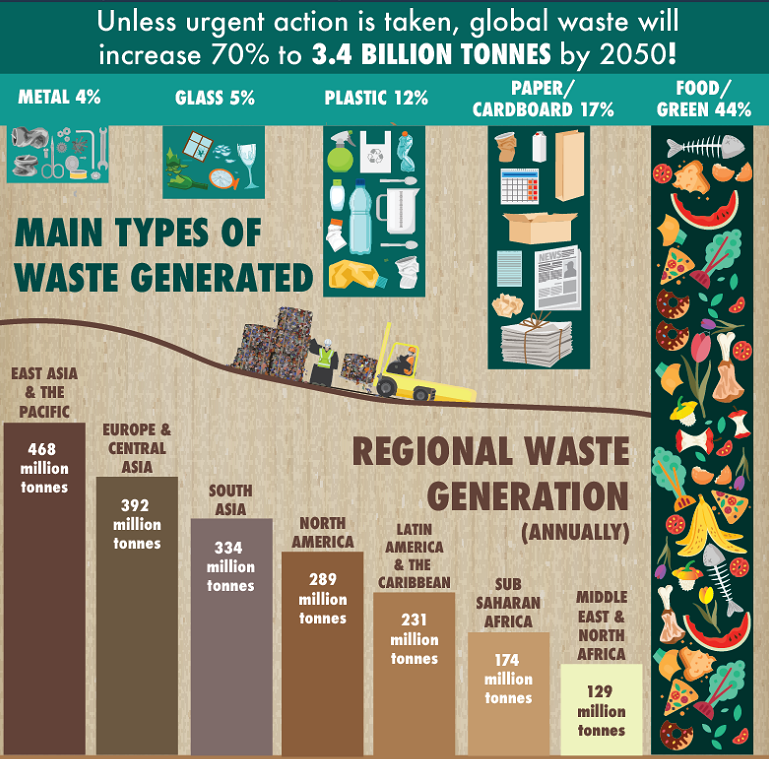 Unless urgent action is taken, global waste will
increase 70% to 3.4 BILLION TONNES by 2050!
METAL 4%
GLASS 5%
PLASTIC 12%
PAPER/
CARDBOARD 17%
FOOD/
GREEN 44%
MAIN TYPES OF
WASTE GENERATED
NEWS
REGIONAL WASTE
GENERATION
(ANNUALLY)
EAST ASIA
& THE
PACIFIC
468
million
tonnes
EUROPE &
CENTRAL
ASIA
392
million
tonnes
SOUTH
ASIA
334
million
tonnes
NORTH
AMERICA
289
million
tonnes
LATIN
AMERICA
& THE
CARIBBEAN
231
million
tonnes
SUB
SAHARAN
AFRICA
174
million
tonnes
MIDDLE
EAST &
NORTH
AFRICA
129
million
tonnes